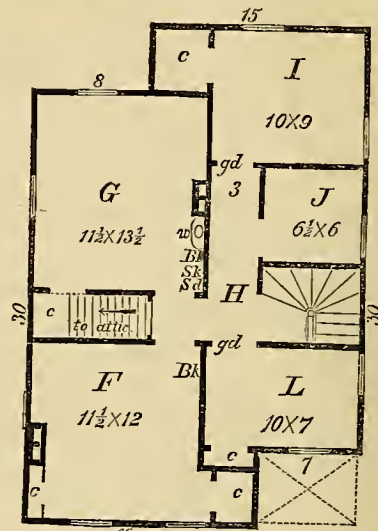 15
c
I
8
10X9
gd
G
3
J
11½X13½
6½X6
w
Bk
Sk
Sd
H
30
c
to attic.
30
gd
F
Bk
L
11½X12
10X7
c
7
c
c